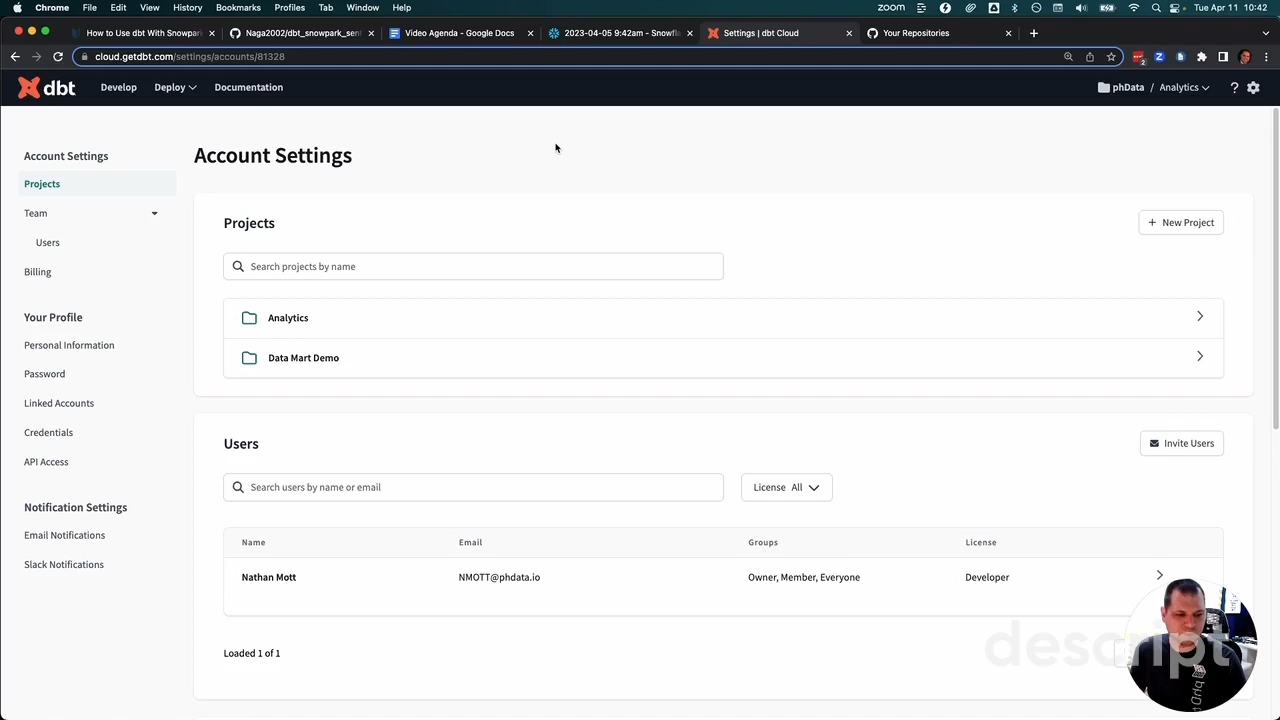 Chrome File Edit View History Bookmarks Profiles Tab Window Help ZOOM Tue Apr 11 10:42
How to Use dbt With Snowpark
Naga2002/dbt_snowpark_sent
Video Agenda - Google Docs
2023-04-05 9:42am - Snowfla
Settings | dbt Cloud
Your Repositories
cloud.getdbt.com/settings/accounts/81328
dbt Develop Deploy Documentation phData / Analytics ?
Account Settings
Projects
Team
Users
Billing
Your Profile
Personal Information
Password
Linked Accounts
Credentials
API Access
Notification Settings
Email Notifications
Slack Notifications
Account Settings
Projects
+ New Project
Search projects by name
Analytics
Data Mart Demo
Users
Invite Users
Search users by name or email
License All
Name Email Groups License
Nathan Mott NMOTT@phdata.io Owner, Member, Everyone Developer
Loaded 1 of 1
descript